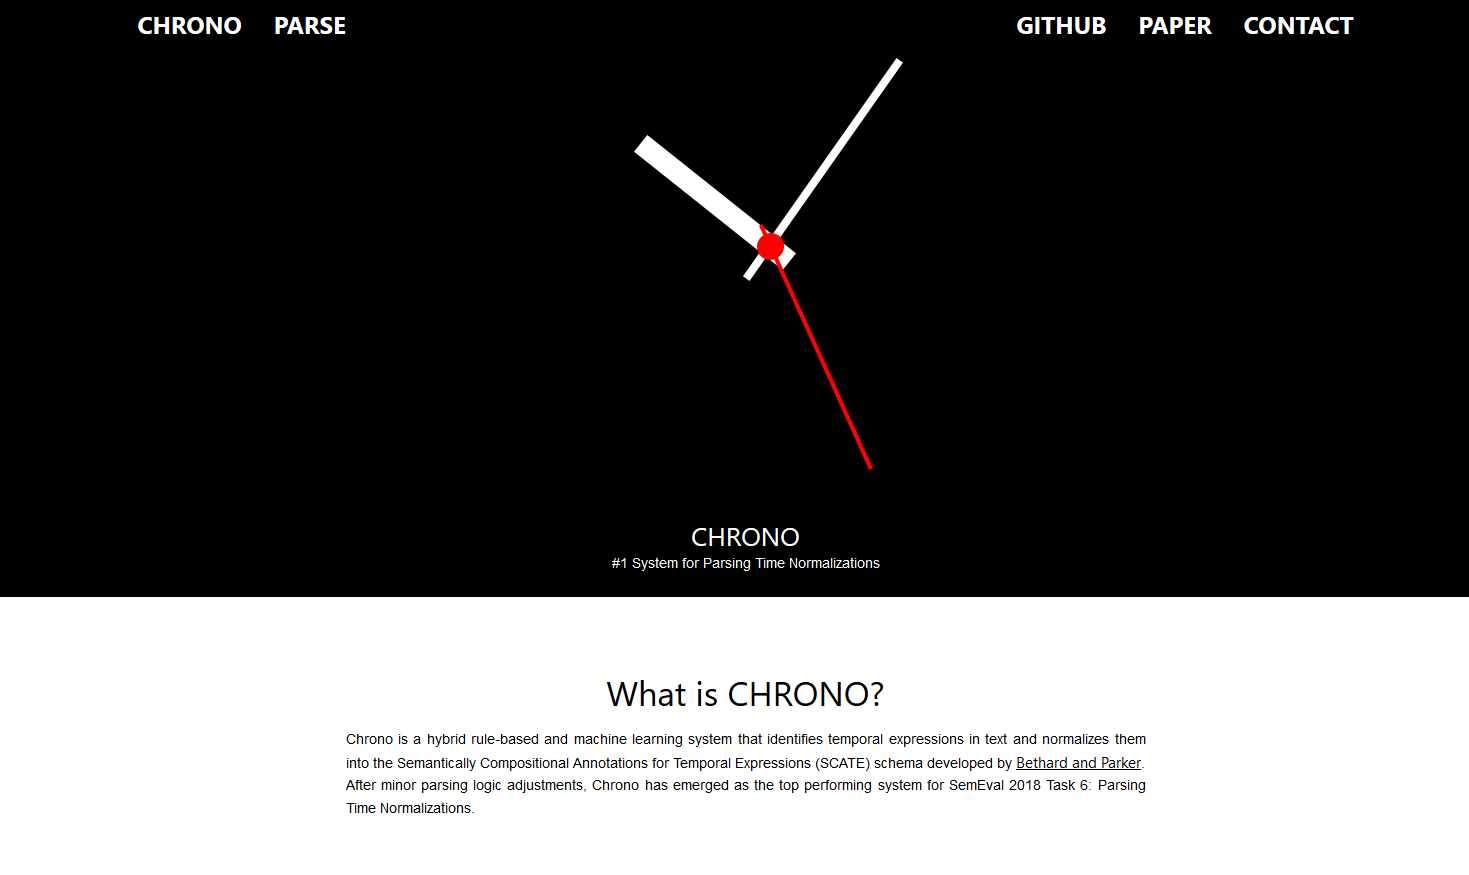 CHRONO PARSE GITHUB PAPER CONTACT
CHRONO
#1 System for Parsing Time Normalizations
What is CHRONO?
Chrono is a hybrid rule-based and machine learning system that identifies temporal expressions in text and normalizes them
into the Semantically Compositional Annotations for Temporal Expressions (SCATE) schema developed by Bethard and Parker.
After minor parsing logic adjustments, Chrono has emerged as the top performing system for SemEval 2018 Task 6: Parsing
Time Normalizations.